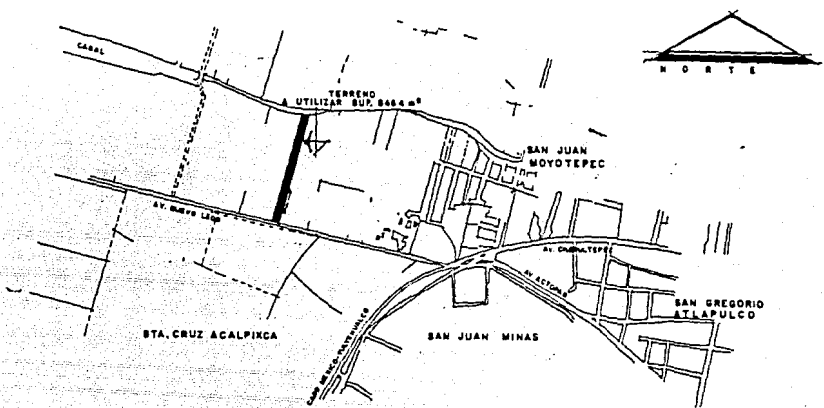 CANAL
NORTE
TERRENO
A UTILIZAR SUP. 8464 m²
SAN JUAN
MOYOTEPEC
AV. NUEVO LEON
AV. CHAPULTEPEC
AV ACTOPAN
SAN GREGORIO
ATLAPULCO
STA. CRUZ ACALPIXCA
SAN JUAN MINAS